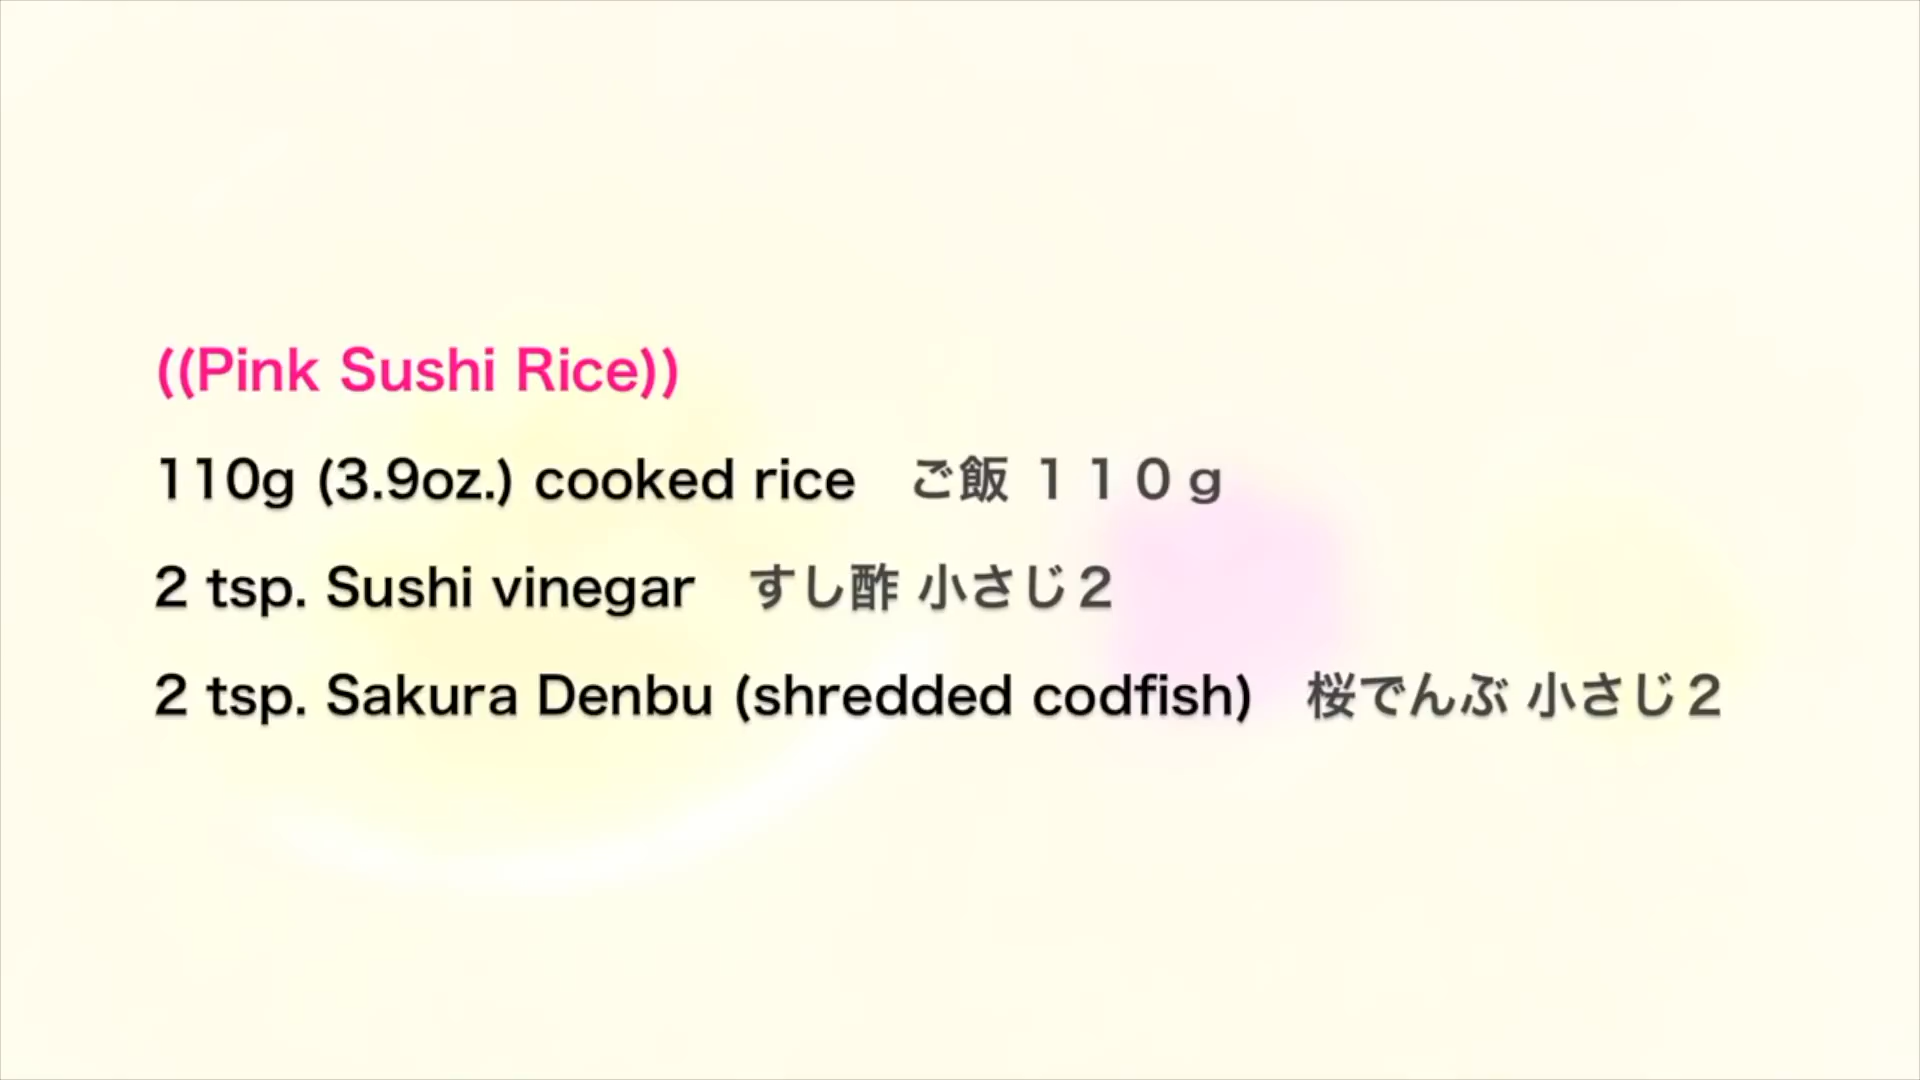 ((Pink Sushi Rice))
110g (3.9oz.) cooked rice　ご飯 １１０ｇ
2 tsp. Sushi vinegar　すし酢 小さじ２
2 tsp. Sakura Denbu (shredded codfish)　桜でんぶ 小さじ２